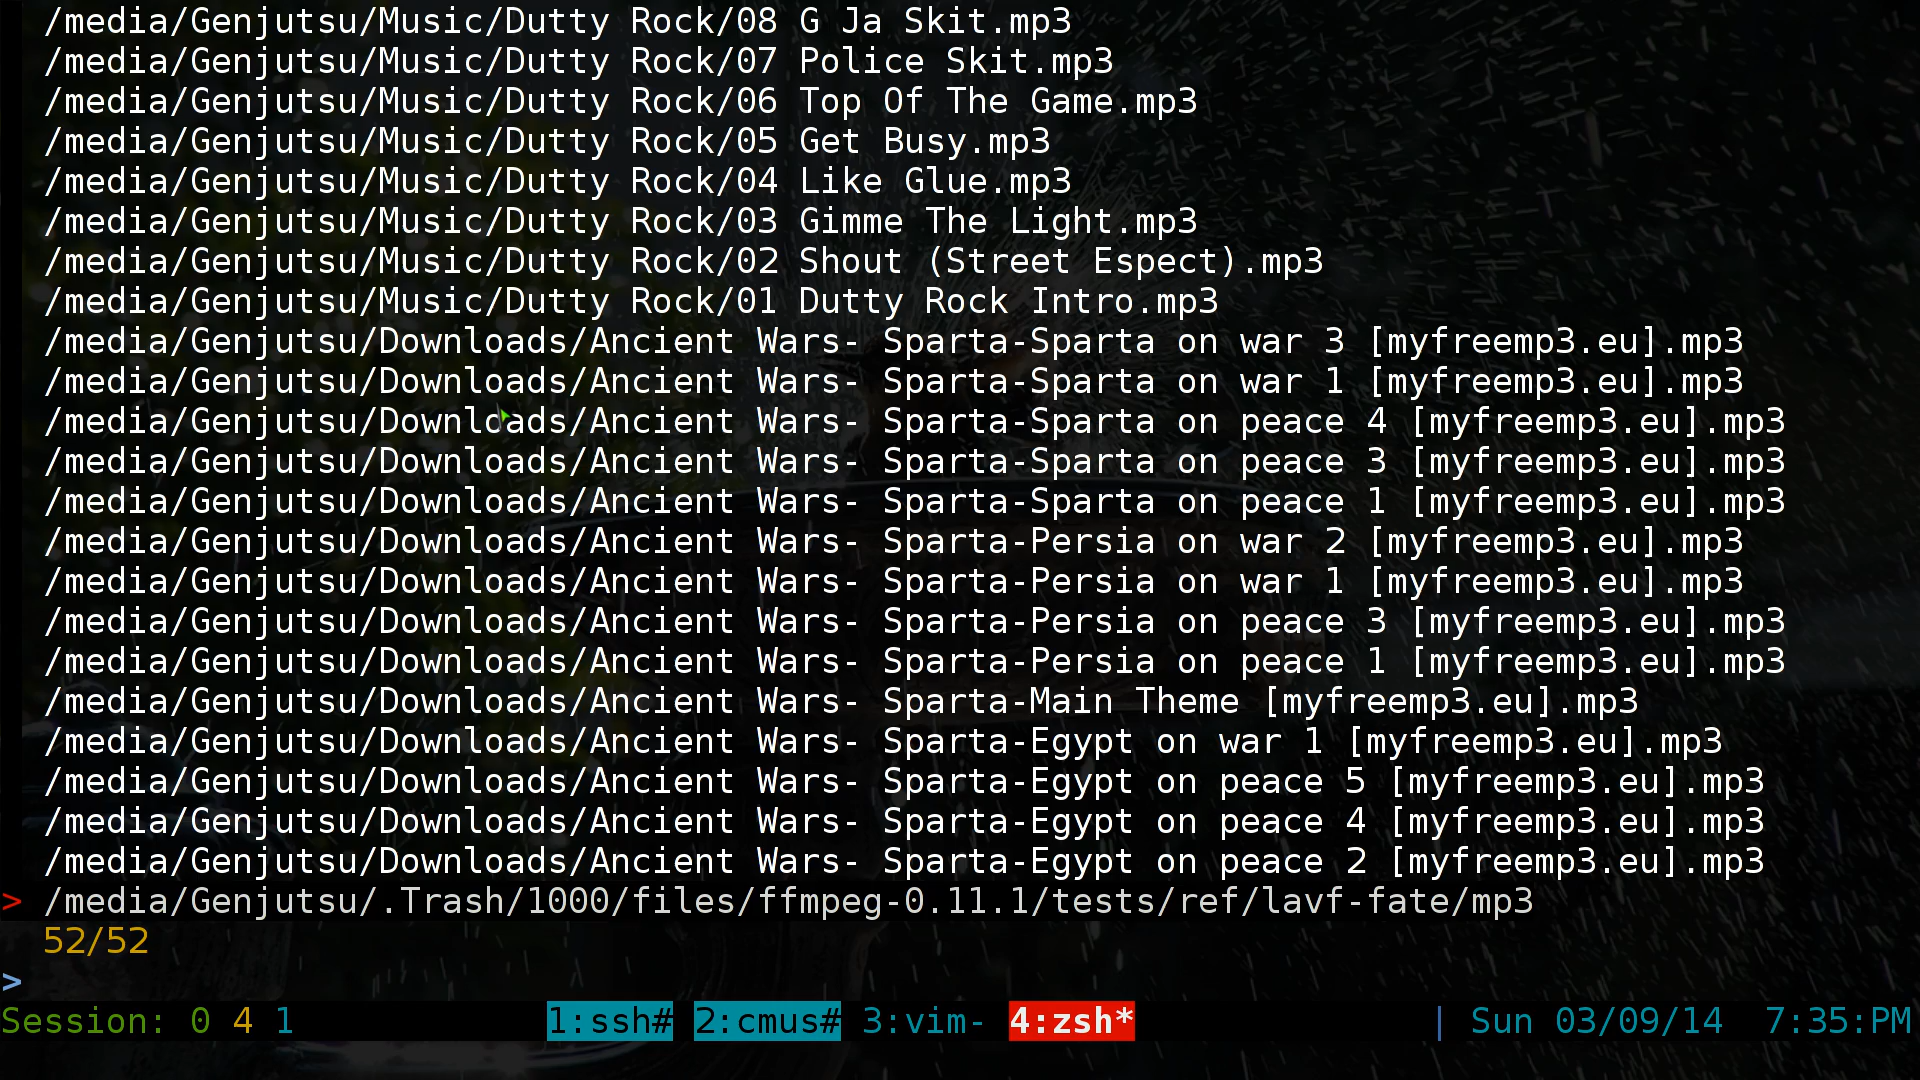 /media/Genjutsu/Music/Dutty Rock/08 G Ja Skit.mp3
/media/Genjutsu/Music/Dutty Rock/07 Police Skit.mp3
/media/Genjutsu/Music/Dutty Rock/06 Top Of The Game.mp3
/media/Genjutsu/Music/Dutty Rock/05 Get Busy.mp3
/media/Genjutsu/Music/Dutty Rock/04 Like Glue.mp3
/media/Genjutsu/Music/Dutty Rock/03 Gimme The Light.mp3
/media/Genjutsu/Music/Dutty Rock/02 Shout (Street Espect).mp3
/media/Genjutsu/Music/Dutty Rock/01 Dutty Rock Intro.mp3
/media/Genjutsu/Downloads/Ancient Wars- Sparta-Sparta on war 3 [myfreemp3.eu].mp3
/media/Genjutsu/Downloads/Ancient Wars- Sparta-Sparta on war 1 [myfreemp3.eu].mp3
/media/Genjutsu/Downloads/Ancient Wars- Sparta-Sparta on peace 4 [myfreemp3.eu].mp3
/media/Genjutsu/Downloads/Ancient Wars- Sparta-Sparta on peace 3 [myfreemp3.eu].mp3
/media/Genjutsu/Downloads/Ancient Wars- Sparta-Sparta on peace 1 [myfreemp3.eu].mp3
/media/Genjutsu/Downloads/Ancient Wars- Sparta-Persia on war 2 [myfreemp3.eu].mp3
/media/Genjutsu/Downloads/Ancient Wars- Sparta-Persia on war 1 [myfreemp3.eu].mp3
/media/Genjutsu/Downloads/Ancient Wars- Sparta-Persia on peace 3 [myfreemp3.eu].mp3
/media/Genjutsu/Downloads/Ancient Wars- Sparta-Persia on peace 1 [myfreemp3.eu].mp3
/media/Genjutsu/Downloads/Ancient Wars- Sparta-Main Theme [myfreemp3.eu].mp3
/media/Genjutsu/Downloads/Ancient Wars- Sparta-Egypt on war 1 [myfreemp3.eu].mp3
/media/Genjutsu/Downloads/Ancient Wars- Sparta-Egypt on peace 5 [myfreemp3.eu].mp3
/media/Genjutsu/Downloads/Ancient Wars- Sparta-Egypt on peace 4 [myfreemp3.eu].mp3
/media/Genjutsu/Downloads/Ancient Wars- Sparta-Egypt on peace 2 [myfreemp3.eu].mp3
> /media/Genjutsu/.Trash/1000/files/ffmpeg-0.11.1/tests/ref/lavf-fate/mp3
52/52
>
Session: 0 4 1 1:ssh# 2:cmus# 3:vim- 4:zsh* | Sun 03/09/14 7:35:PM